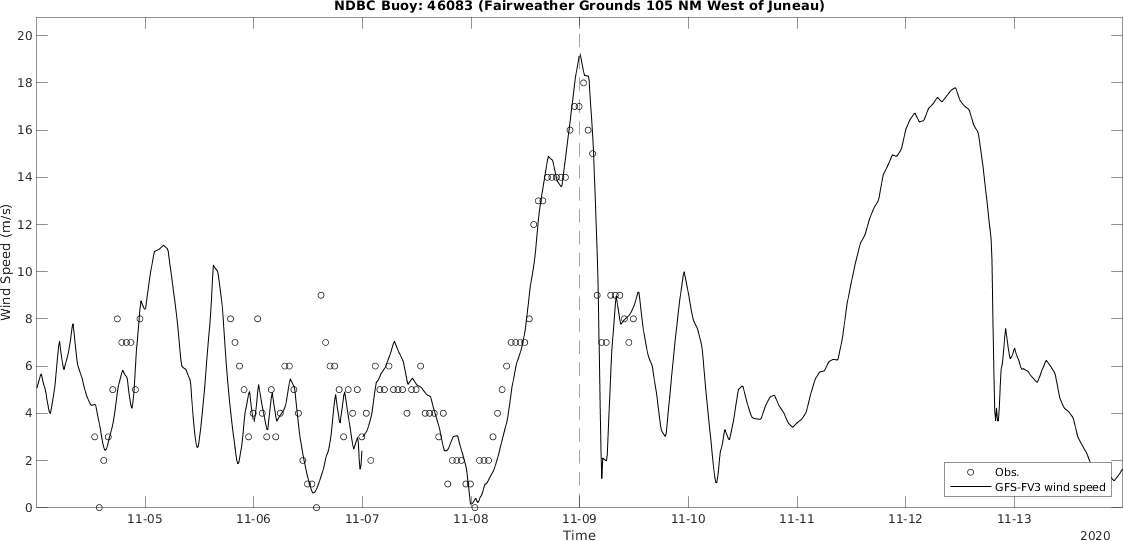 NDBC Buoy: 46083 (Fairweather Grounds 105 NM West of Juneau)
20
18
16
14
12
10
8
6
4
2
0
Wind Speed (m/s)
11-05 11-06 11-07 11-08 11-09 11-10 11-11 11-12 11-13
Time
2020
Obs.
GFS-FV3 wind speed